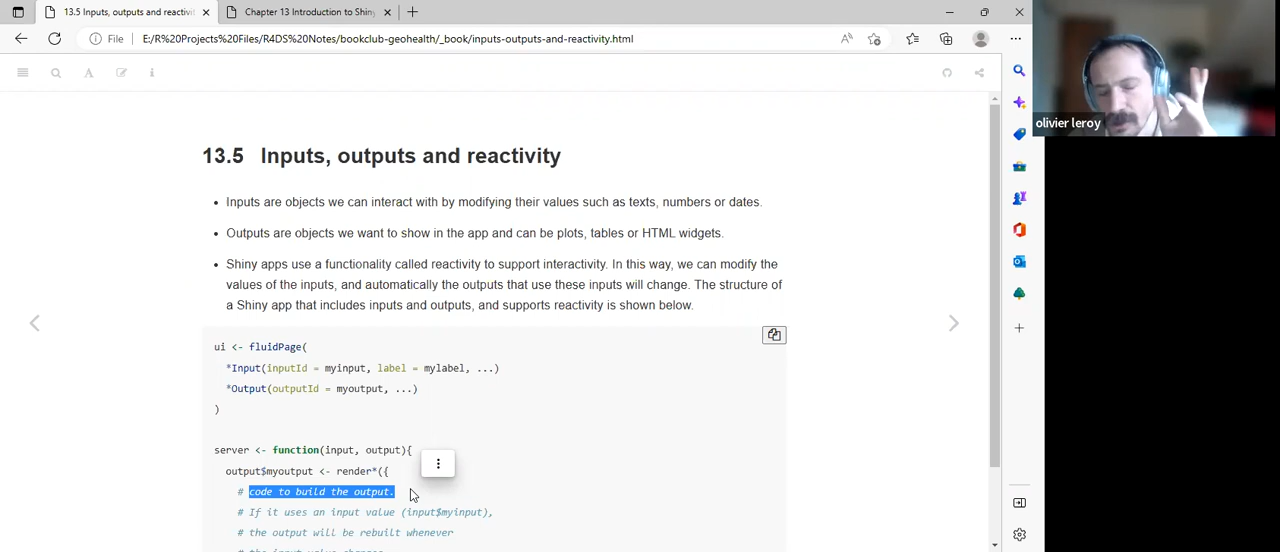 13.5 Inputs, outputs and reactivit
Chapter 13 Introduction to Shiny
File
E:/R%20Projects%20Files/R4DS%20Notes/bookclub-geohealth/_book/inputs-outputs-and-reactivity.html
olivier leroy
13.5 Inputs, outputs and reactivity
Inputs are objects we can interact with by modifying their values such as texts, numbers or dates.
Outputs are objects we want to show in the app and can be plots, tables or HTML widgets.
Shiny apps use a functionality called reactivity to support interactivity. In this way, we can modify the
values of the inputs, and automatically the outputs that use these inputs will change. The structure of
a Shiny app that includes inputs and outputs, and supports reactivity is shown below.
ui <- fluidPage(
*Input(inputId = myinput, label = mylabel, ...)
*Output(outputId = myoutput, ...)
)
server <- function(input, output){
output$myoutput <- render*({
# code to build the output.
# If it uses an input value (input$myinput),
# the output will be rebuilt whenever
# the input value changes